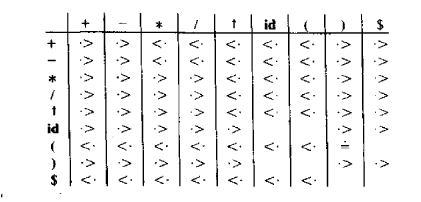 + − * / ↑ id ( ) $
+ ·> ·> <· <· <· <· <· ·> ·>
− ·> ·> <· <· <· <· <· ·> ·>
* ·> ·> ·> ·> <· <· <· ·> ·>
/ ·> ·> ·> ·> <· <· <· ·> ·>
↑ ·> ·> ·> ·> <· <· <· ·> ·>
id ·> ·> ·> ·> ·> ·> ·>
( <· <· <· <· <· <· <· ≐
) ·> ·> ·> ·> ·> ·> ·>
$ <· <· <· <· <· <· <·